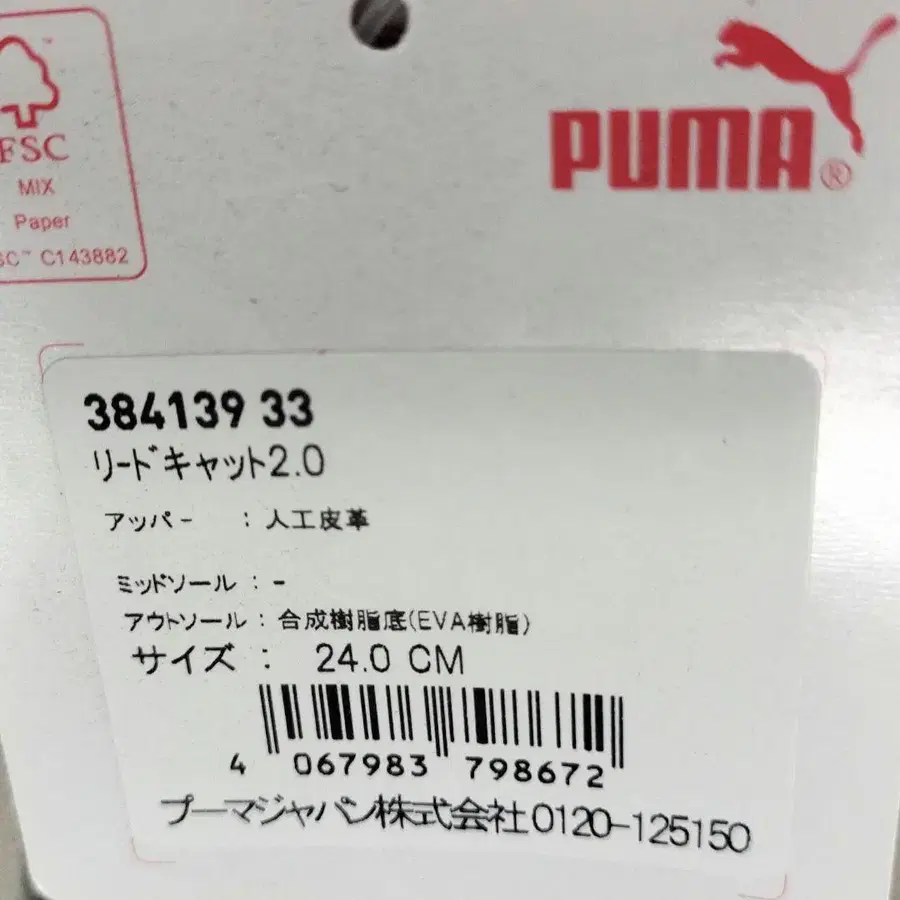 FSC
MIX
Paper
C143882
PUMA®
384139 33
リードキャット2.0
アッパー : 人工皮革
ミッドソール : -
アウトソール : 合成樹脂底(EVA樹脂)
サイズ : 24.0 CM
4 067983 798672
プーマジャパン株式会社0120-125150